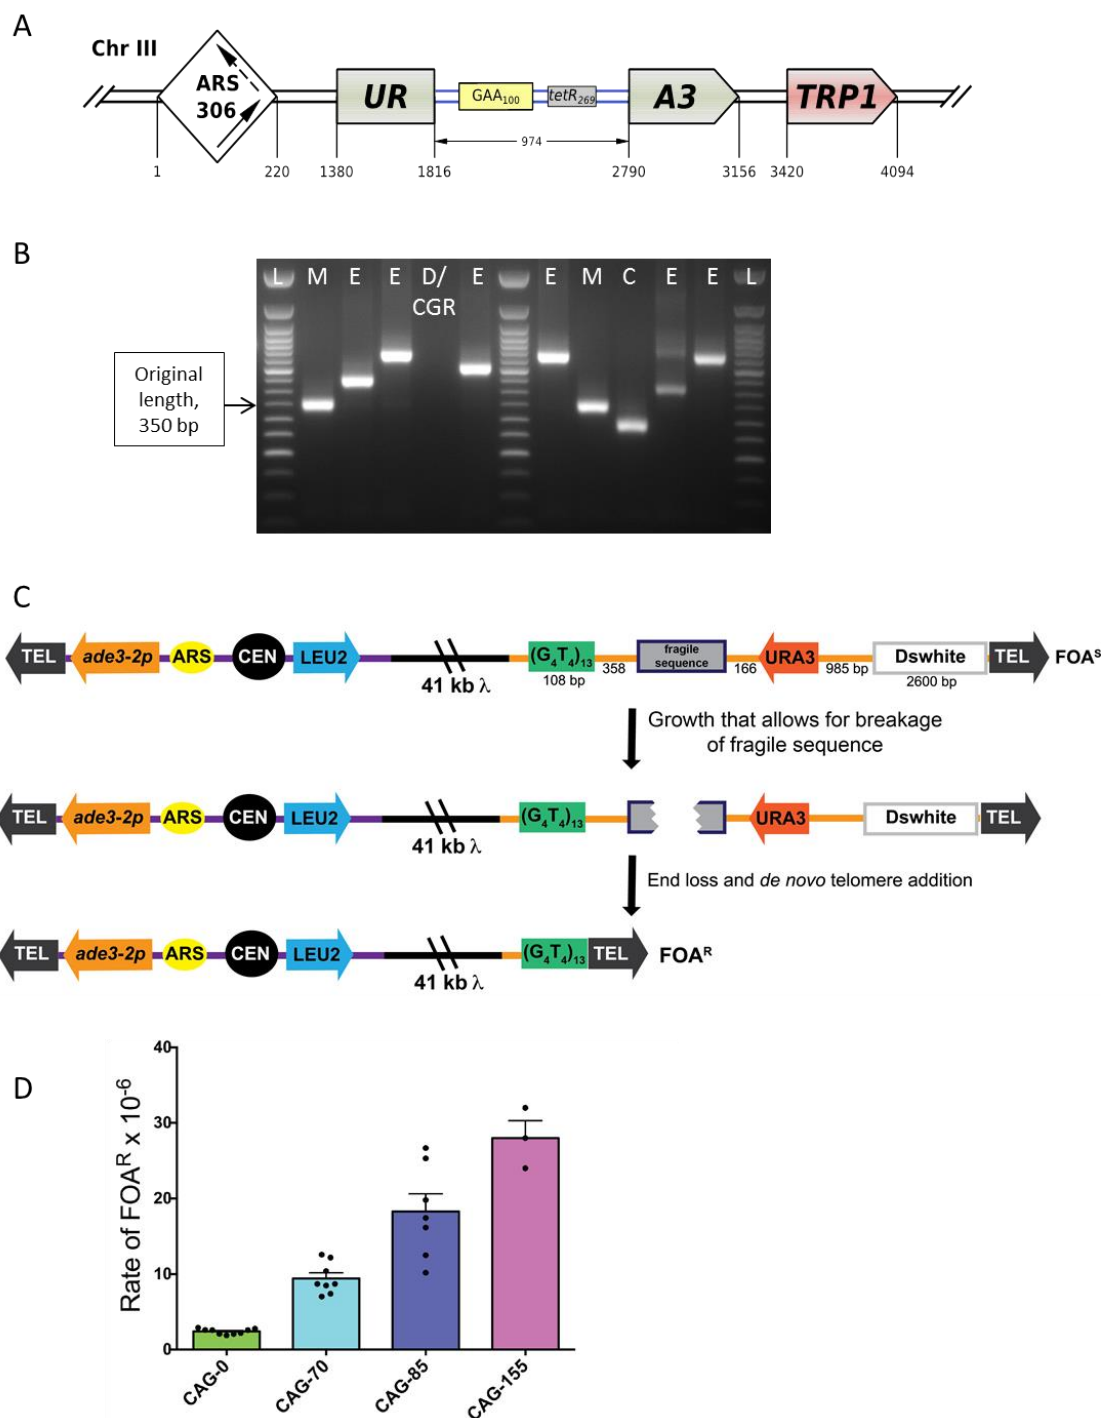 A
Chr III
ARS
306
UR
GAA100
tetR269
A3
TRP1
974
1
220
1380
1816
2790
3156
3420
4094
B
L M E E D/ E E M C E E L
CGR
Original
length,
350 bp
C
TEL ade3-2p ARS CEN LEU2 (G4T4)13 fragile URA3 Dswhite TEL FOAS
sequence
41 kb λ 108 bp 358 166 985 bp 2600 bp
Growth that allows for breakage
of fragile sequence
TEL ade3-2p ARS CEN LEU2 (G4T4)13 URA3 Dswhite TEL
41 kb λ
End loss and de novo telomere addition
TEL ade3-2p ARS CEN LEU2 (G4T4)13 TEL FOAR
41 kb λ
D
Rate of FOAR x 10-6
40
30
20
10
0
CAG-0
CAG-70
CAG-85
CAG-155